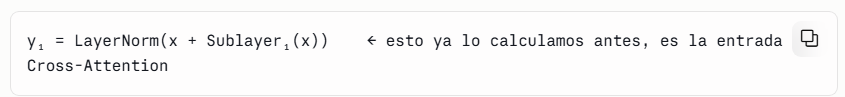 y₁ = LayerNorm(x + Sublayer₁(x))    ← esto ya lo calculamos antes, es la entrada
Cross-Attention